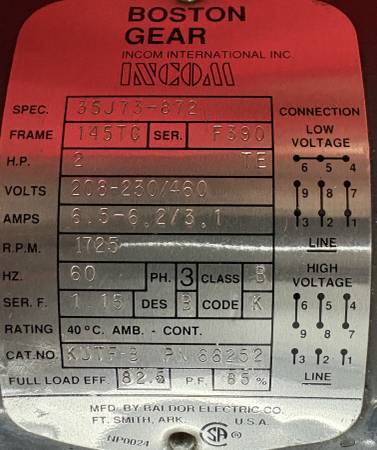 BOSTON
GEAR
INCOM INTERNATIONAL INC.
INCOM
SPEC. 35J73-872
FRAME 145TC SER. F390
H.P. 2 TE
VOLTS 208-230/460
AMPS 6.5-6.2/3.1
R.P.M. 1725
HZ. 60 PH. 3 CLASS B
SER. F. 1.15 DES B CODE K
RATING 40°C. AMB. - CONT.
CAT.NO. KUTF-B PN 66252
FULL LOAD EFF. 82.5 P.F. 85 %
CONNECTION
LOW
VOLTAGE
6 5 4
9 8 7
3 2 1
LINE
HIGH
VOLTAGE
6 5 4
9 8 7
3 2 1
LINE
MFD. BY BALDOR ELECTRIC CO.
FT. SMITH, ARK. U.S.A.
NP0024 SA